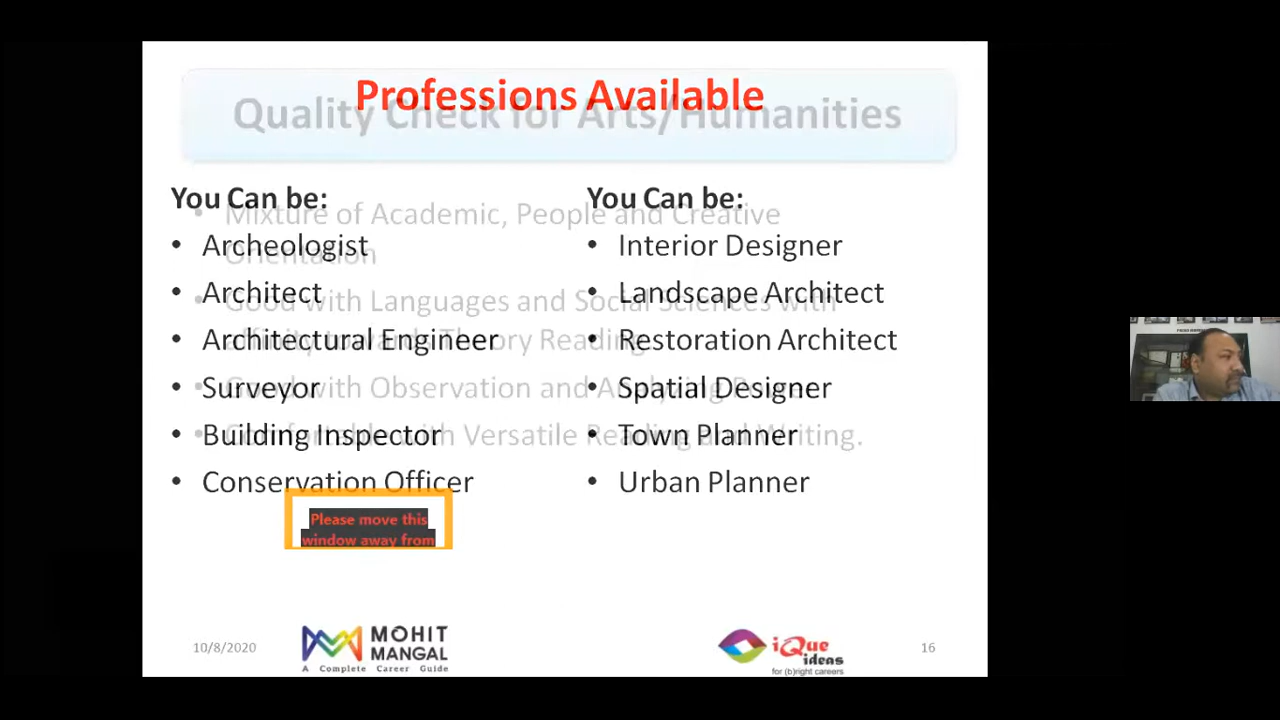 Professions Available
Quality Check for Arts/Humanities
You Can be:
Archeologist
Architect
Architectural Engineer
Surveyor
Building Inspector
Conservation Officer
You Can be:
Interior Designer
Landscape Architect
Restoration Architect
Spatial Designer
Town Planner
Urban Planner
Mixture of Academic, People and Creative
Orientation
Good with Languages and Social Sciences with
Theory Reading
Good with Observation and
with Versatile Reading and Writing.
Please move this
window away from
10/8/2020
MOHIT
MANGAL
A Complete Career Guide
iQue
ideas
for (b)right careers
16